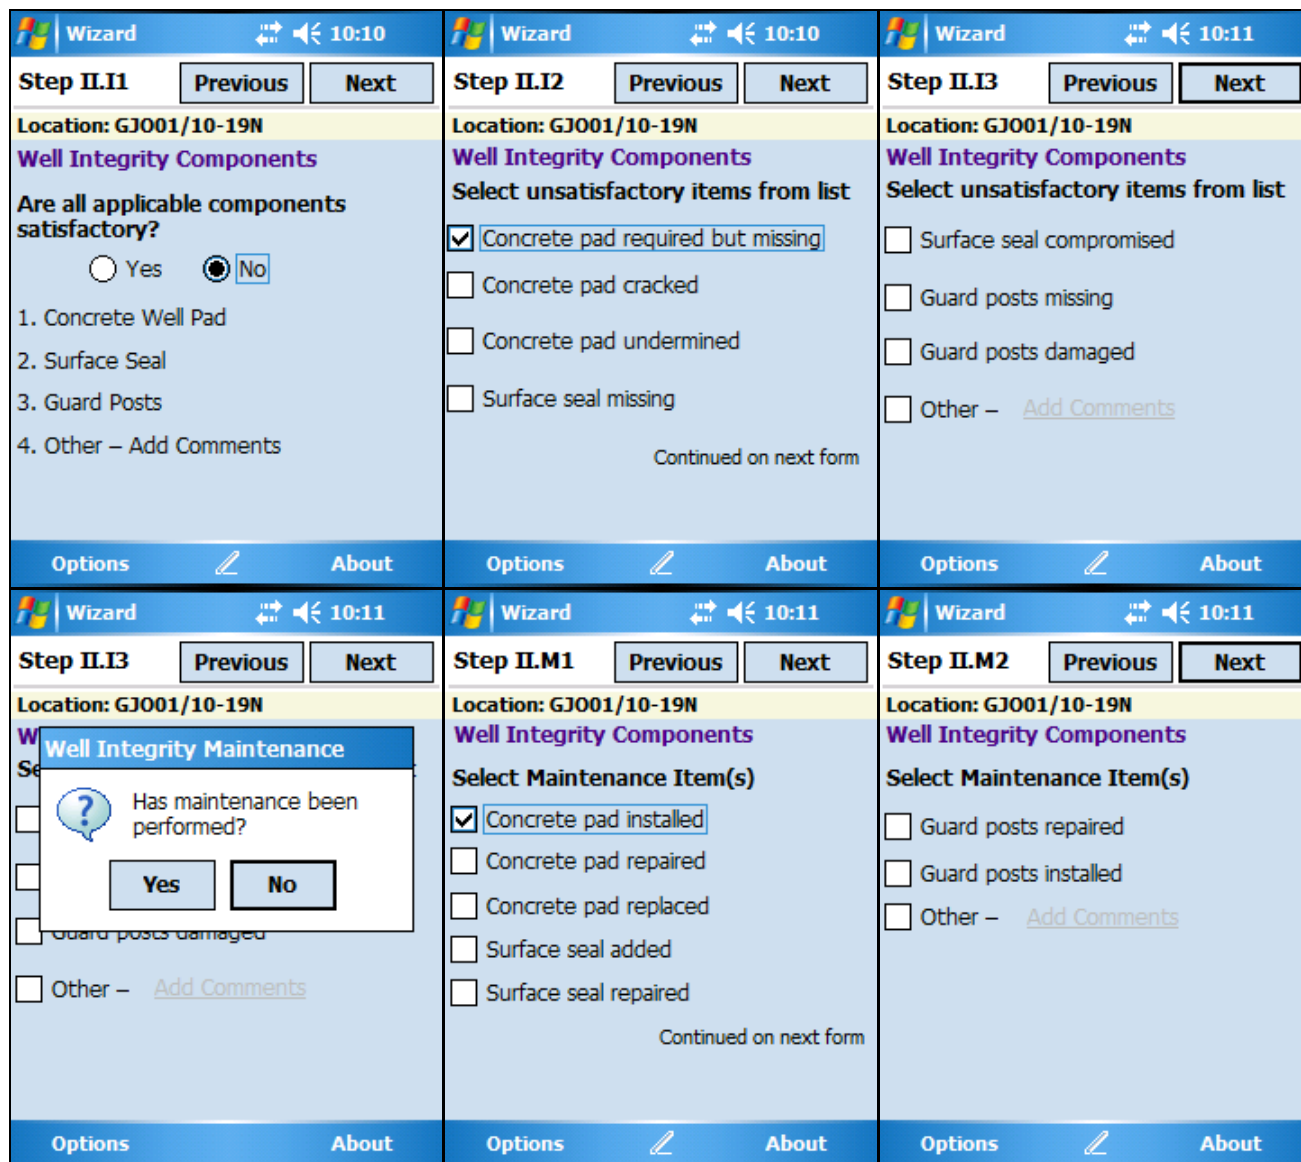 Wizard 10:10
Step II.I1 Previous Next
Location: GJO01/10-19N
Well Integrity Components
Are all applicable components
satisfactory?
Yes No
1. Concrete Well Pad
2. Surface Seal
3. Guard Posts
4. Other – Add Comments
Options About
Wizard 10:10
Step II.I2 Previous Next
Location: GJO01/10-19N
Well Integrity Components
Select unsatisfactory items from list
Concrete pad required but missing
Concrete pad cracked
Concrete pad undermined
Surface seal missing
Continued on next form
Options About
Wizard 10:11
Step II.I3 Previous Next
Location: GJO01/10-19N
Well Integrity Components
Select unsatisfactory items from list
Surface seal compromised
Guard posts missing
Guard posts damaged
Other – Add Comments
Options About
Wizard 10:11
Step II.I3 Previous Next
Location: GJO01/10-19N
W
Well Integrity Maintenance
Se
Has maintenance been
performed?
Yes No
Guard posts damaged
Other – Add Comments
Options About
Wizard 10:11
Step II.M1 Previous Next
Location: GJO01/10-19N
Well Integrity Components
Select Maintenance Item(s)
Concrete pad installed
Concrete pad repaired
Concrete pad replaced
Surface seal added
Surface seal repaired
Continued on next form
Options About
Wizard 10:11
Step II.M2 Previous Next
Location: GJO01/10-19N
Well Integrity Components
Select Maintenance Item(s)
Guard posts repaired
Guard posts installed
Other – Add Comments
Options About